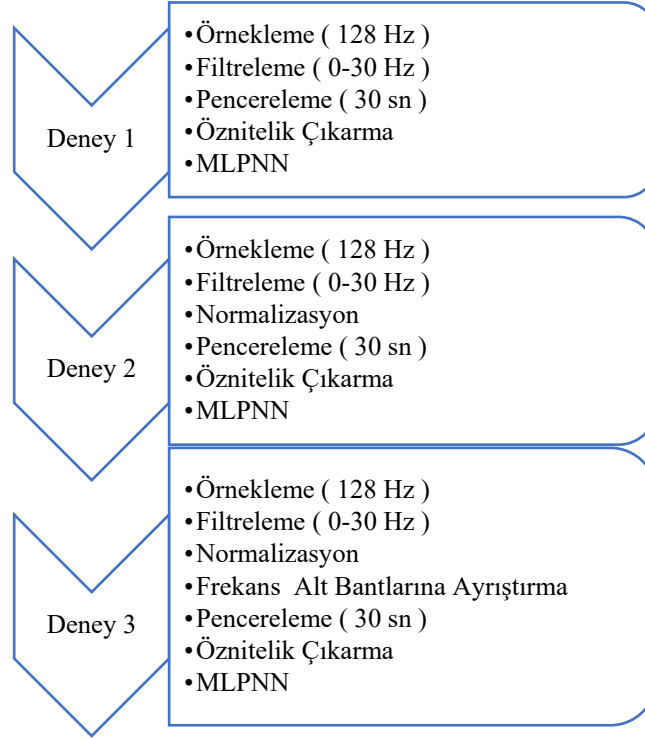 Deney 1
•Örnekleme ( 128 Hz )
•Filtreleme ( 0-30 Hz )
•Pencereleme ( 30 sn )
•Öznitelik Çıkarma
•MLPNN
Deney 2
•Örnekleme ( 128 Hz )
•Filtreleme ( 0-30 Hz )
•Normalizasyon
•Pencereleme ( 30 sn )
•Öznitelik Çıkarma
•MLPNN
Deney 3
•Örnekleme ( 128 Hz )
•Filtreleme ( 0-30 Hz )
•Normalizasyon
•Frekans  Alt Bantlarına Ayrıştırma
•Pencereleme ( 30 sn )
•Öznitelik Çıkarma
•MLPNN